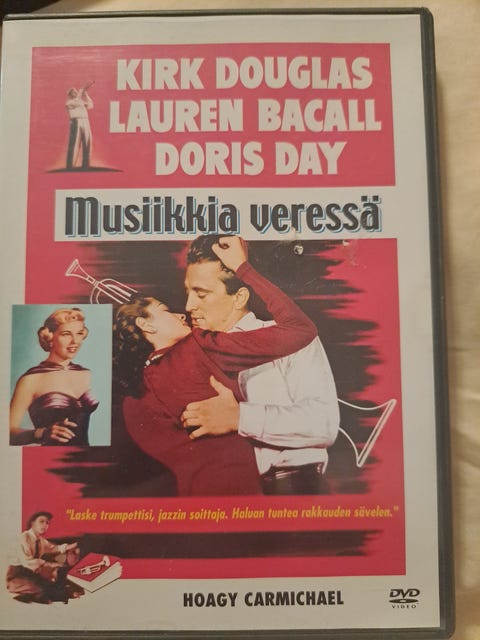 KIRK DOUGLAS
LAUREN BACALL
DORIS DAY
Musiikkia veressä
"Laske trumpettisi, jazzin soittaja. Haluan tuntea rakkauden sävelen."
HOAGY CARMICHAEL
DVD
VIDEO